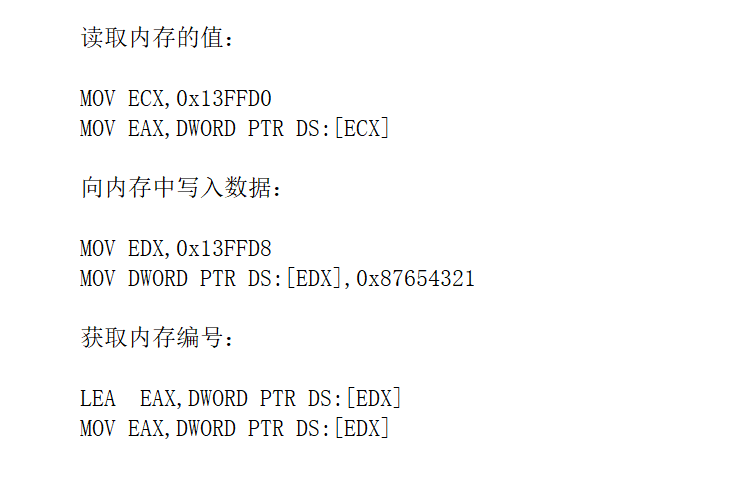 读取内存的值：
MOV ECX,0x13FFD0
MOV EAX,DWORD PTR DS:[ECX]
向内存中写入数据：
MOV EDX,0x13FFD8
MOV DWORD PTR DS:[EDX],0x87654321
获取内存编号：
LEA  EAX,DWORD PTR DS:[EDX]
MOV EAX,DWORD PTR DS:[EDX]